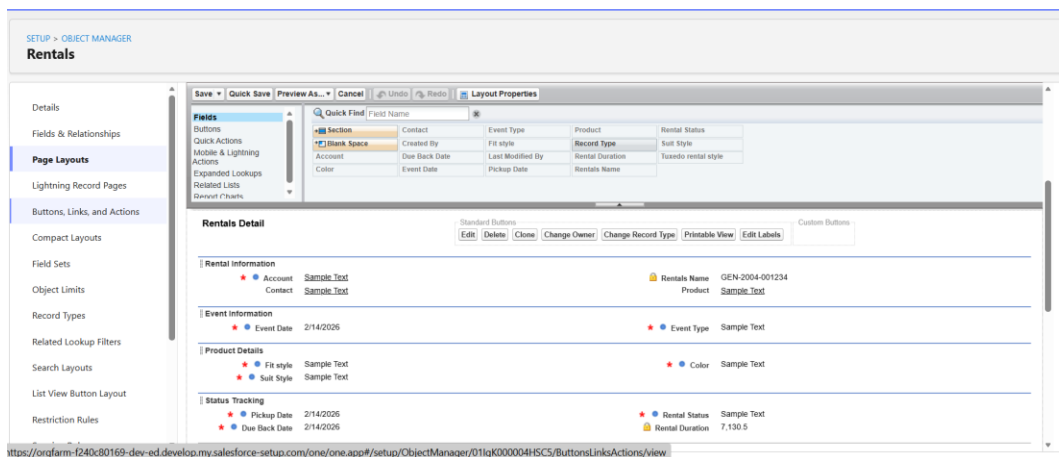 SETUP > OBJECT MANAGER
Rentals
Details
Fields & Relationships
Page Layouts
Lightning Record Pages
Buttons, Links, and Actions
Compact Layouts
Field Sets
Object Limits
Record Types
Related Lookup Filters
Search Layouts
List View Button Layout
Restriction Rules
Save Quick Save Preview As... Cancel Undo Redo Layout Properties
Fields
Buttons
Quick Actions
Mobile & Lightning
Actions
Expanded Lookups
Related Lists
Report Charts
Quick Find Field Name
Section Contact Event Type Product Rental Status
Blank Space Created By Fit style Record Type Suit Style
Account Due Back Date Last Modified By Rental Duration Tuxedo rental style
Color Event Date Pickup Date Rentals Name
Rentals Detail
Standard Buttons
Edit Delete Clone Change Owner Change Record Type Printable View Edit Labels
Custom Buttons
Rental Information
Account Sample Text Rentals Name GEN-2004-001234
Contact Sample Text Product Sample Text
Event Information
Event Date 2/14/2026 Event Type Sample Text
Product Details
Fit style Sample Text Color Sample Text
Suit Style Sample Text
Status Tracking
Pickup Date 2/14/2026 Rental Status Sample Text
Due Back Date 2/14/2026 Rental Duration 7,130.5
https://orgfarm-f240c80169-dev-ed.develop.my.salesforce-setup.com/one/one.app#/setup/ObjectManager/01IgK000004HSC5/ButtonsLinksActions/view